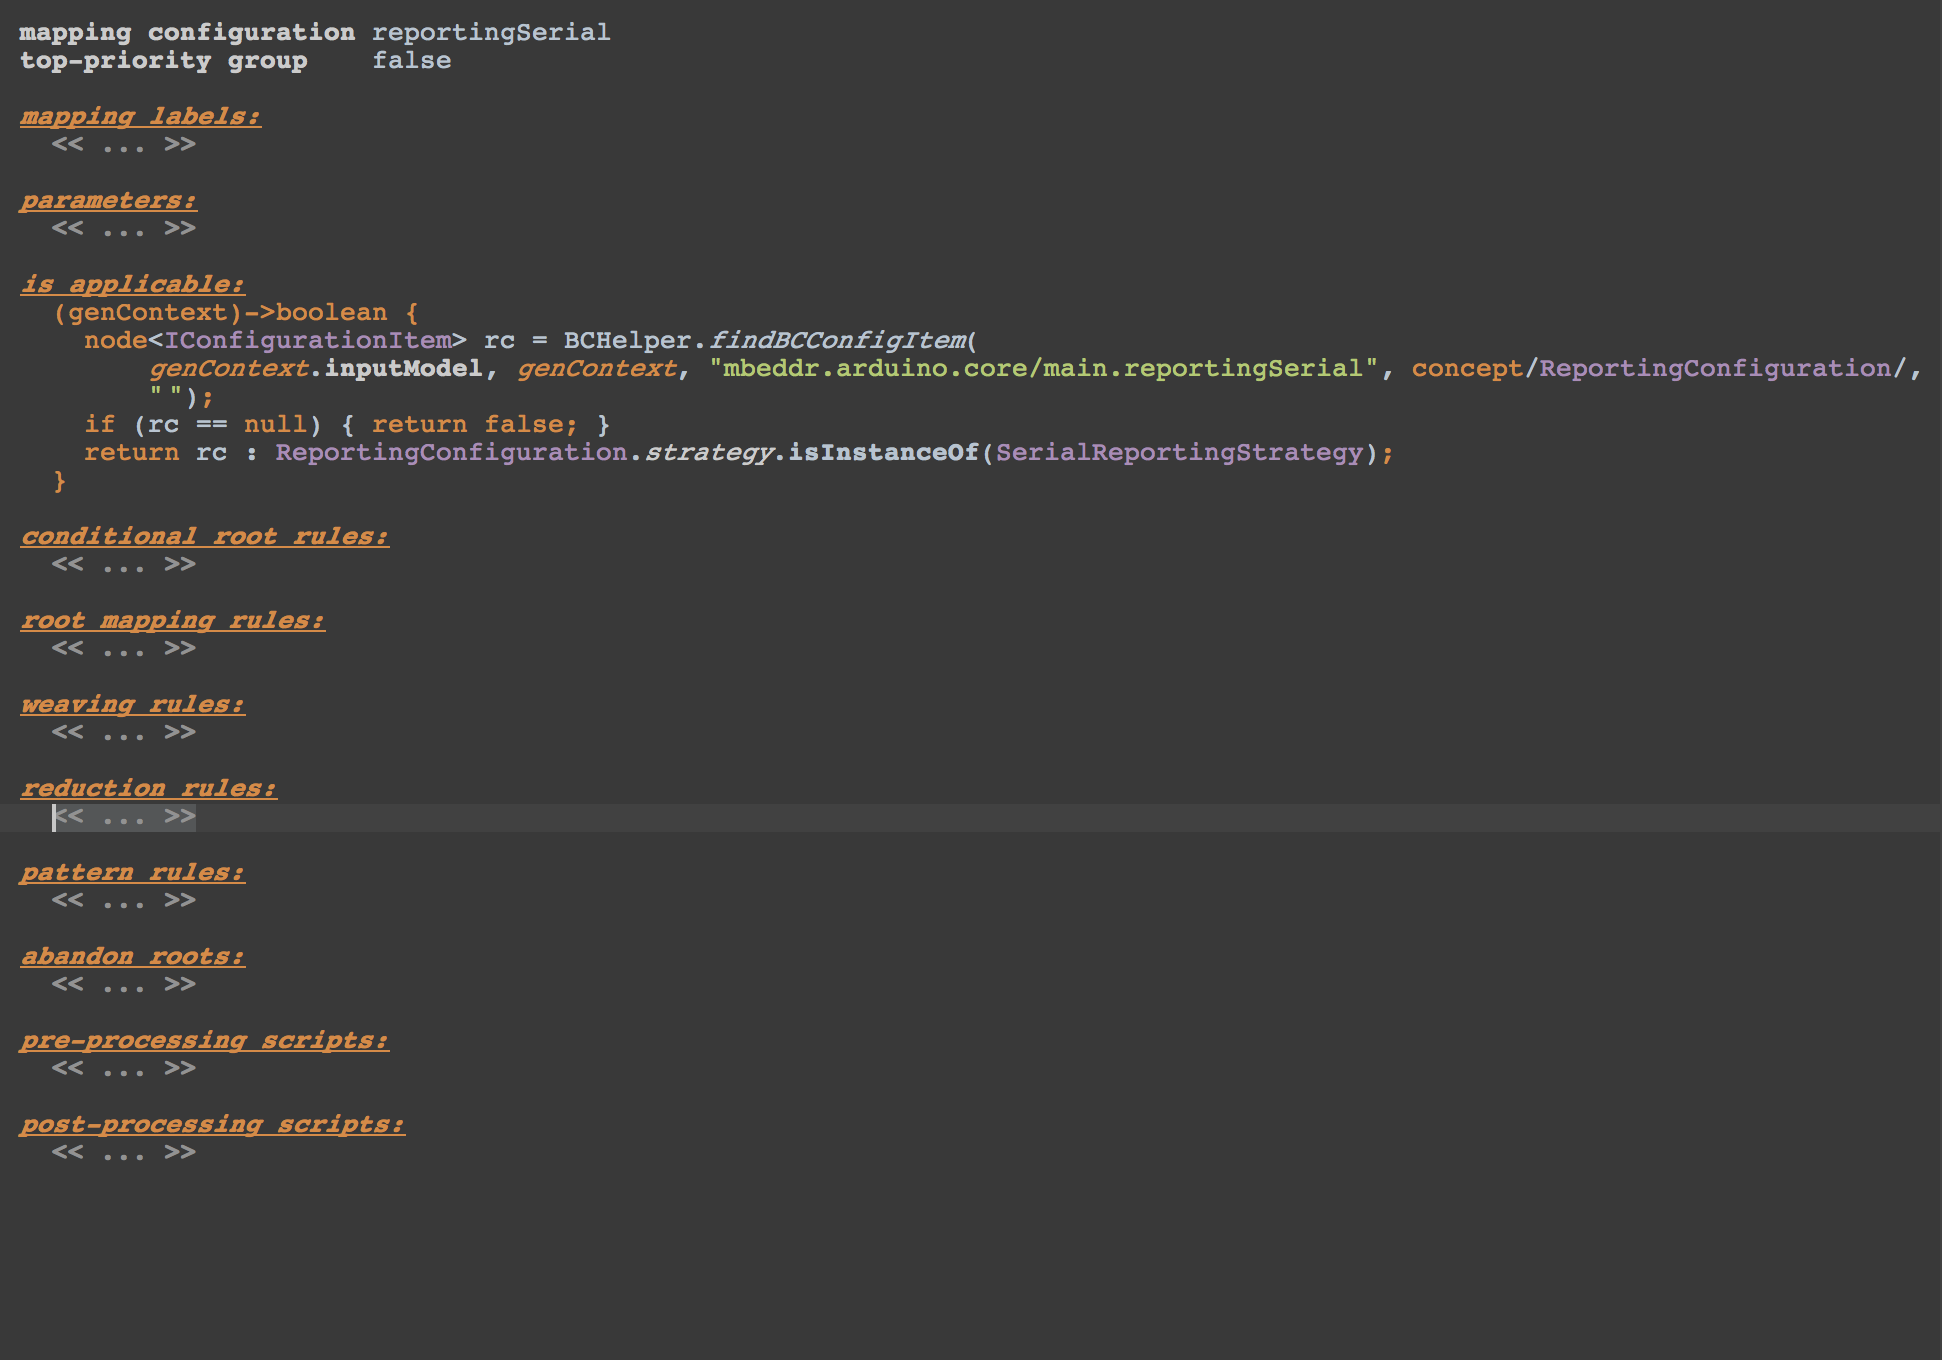 mapping configuration reportingSerial
top-priority group    false
mapping labels:
<< ... >>
parameters:
<< ... >>
is applicable:
(genContext)->boolean {
node<IConfigurationItem> rc = BCHelper.findBCConfigItem(
genContext.inputModel, genContext, "mbeddr.arduino.core/main.reportingSerial", concept/ReportingConfiguration/,
"");
if (rc == null) { return false; }
return rc : ReportingConfiguration.strategy.isInstanceOf(SerialReportingStrategy);
}
conditional root rules:
<< ... >>
root mapping rules:
<< ... >>
weaving rules:
<< ... >>
reduction rules:
<< ... >>
pattern rules:
<< ... >>
abandon roots:
<< ... >>
pre-processing scripts:
<< ... >>
post-processing scripts:
<< ... >>